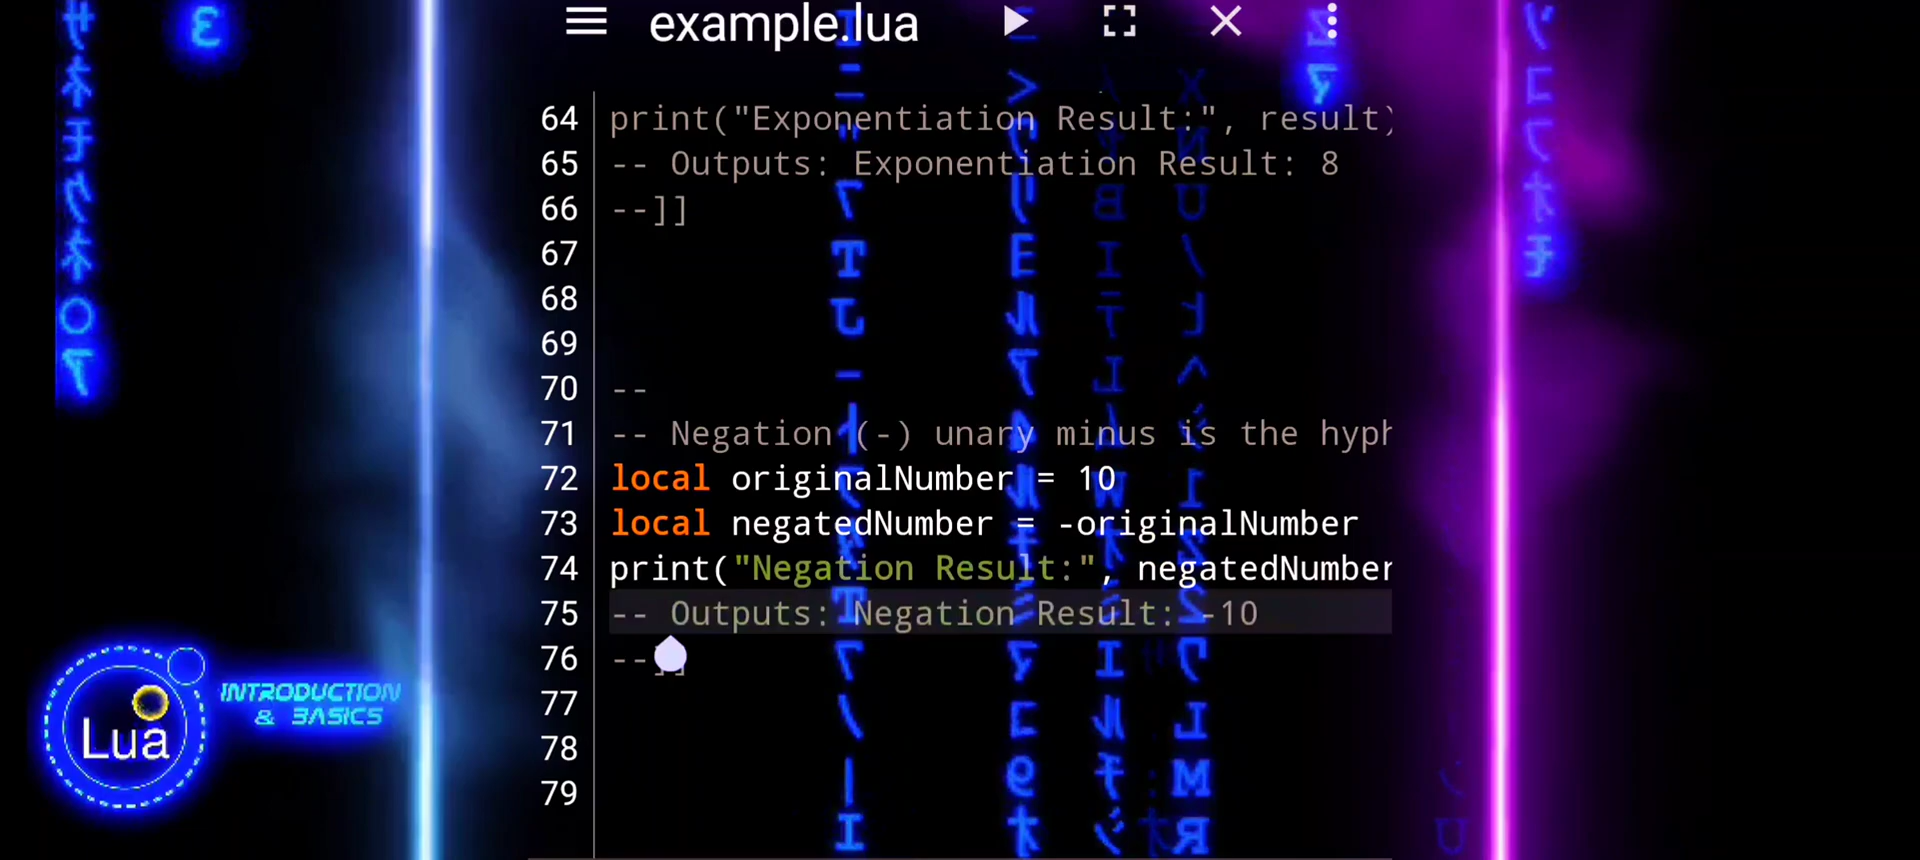 example.lua
64 print("Exponentiation Result:", result)
65 -- Outputs: Exponentiation Result: 8
66 --]]
67
68
69
70 --
71 -- Negation (-) unary minus is the hyph
72 local originalNumber = 10
73 local negatedNumber = -originalNumber
74 print("Negation Result:", negatedNumber
75 -- Outputs: Negation Result: -10
76 --]]
77
78
79
Lua
INTRODUCTION
& BASICS